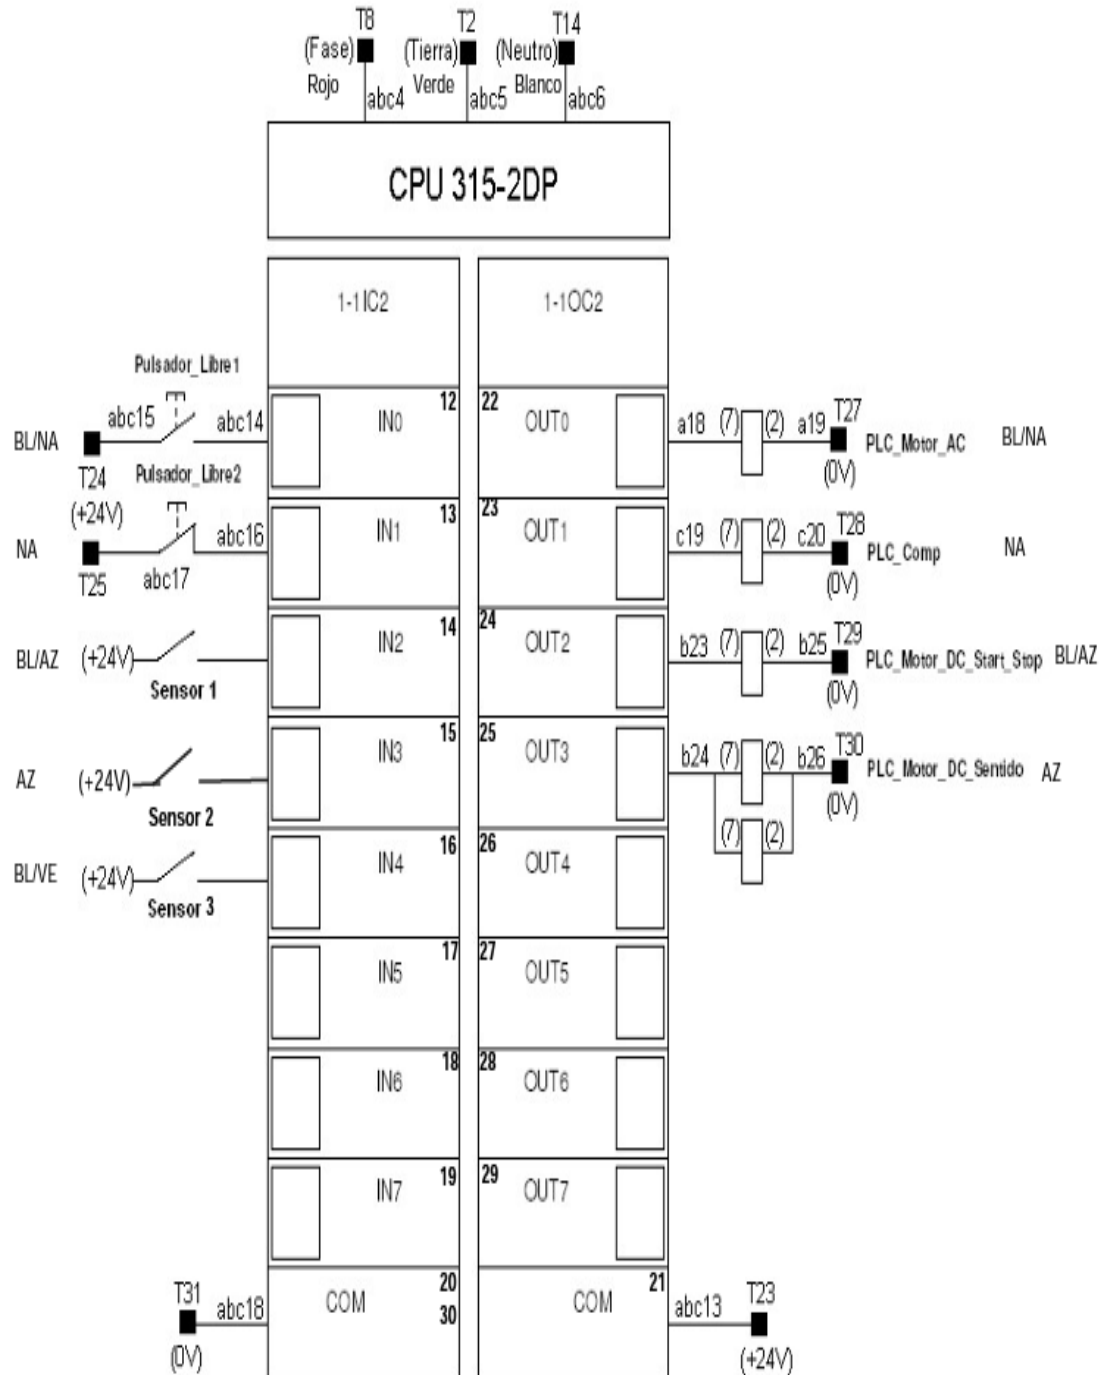 T8 T2 T14
(Fase) (Tierra) (Neutro)
Rojo Verde Blanco
abc4 abc5 abc6
CPU 315-2DP
1-1IC2 1-1OC2
Pulsador_Libre1
BL/NA abc15 abc14 IN0 12 22 OUT0 a18 (7) (2) a19 T27 PLC_Motor_AC BL/NA
T24 (0V)
(+24V)
Pulsador_Libre2
NA abc16 IN1 13 23 OUT1 c19 (7) (2) c20 T28 PLC_Comp NA
T25 abc17 (0V)
BL/AZ (+24V) IN2 14 24 OUT2 b23 (7) (2) b25 T29 PLC_Motor_DC_Start_Stop BL/AZ
Sensor 1 (0V)
AZ (+24V) IN3 15 25 OUT3 b24 (7) (2) b26 T30 PLC_Motor_DC_Sentido AZ
Sensor 2 (0V)
(7) (2)
BL/VE (+24V) IN4 16 26 OUT4
Sensor 3
IN5 17 27 OUT5
IN6 18 28 OUT6
IN7 19 29 OUT7
T31 abc18 COM 20 21 COM abc13 T23
30
(0V) (+24V)